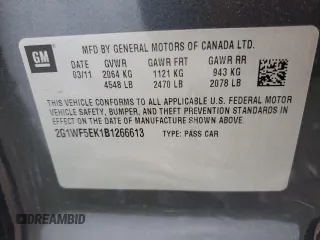 GM
MFD BY GENERAL MOTORS OF CANADA LTD.
DATE GVWR GAWR FRT GAWR RR
03/11 2064 KG 1121 KG 943 KG
4548 LB 2470 LB 2078 LB
THIS VEHICLE CONFORMS TO ALL APPLICABLE U.S. FEDERAL MOTOR
VEHICLE SAFETY, BUMPER, AND THEFT PREVENTION STANDARDS IN
EFFECT ON THE DATE OF MANUFACTURE SHOWN ABOVE.
2G1WF5EK1B1266613 TYPE: PASS CAR
DREAMBID